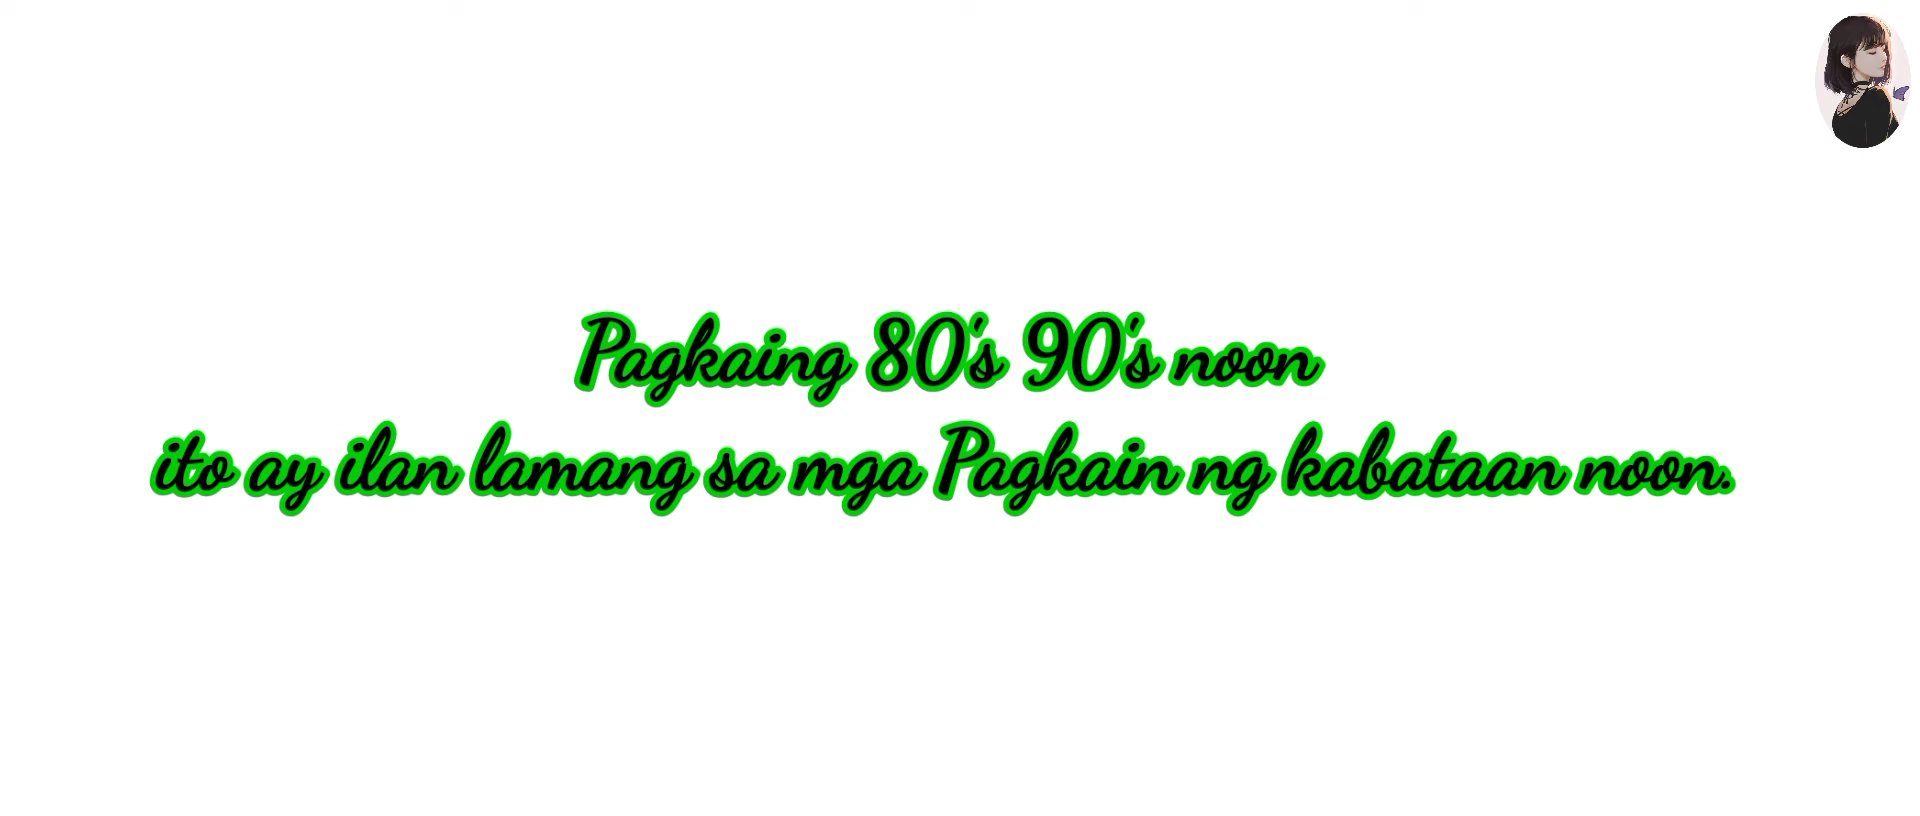 Pagkaing 80's 90's noon
ito ay ilan lamang sa mga Pagkain ng kabataan noon.